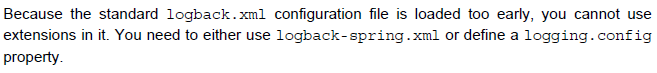 Because the standard logback.xml configuration file is loaded too early, you cannot use
extensions in it. You need to either use logback-spring.xml or define a logging.config
property.